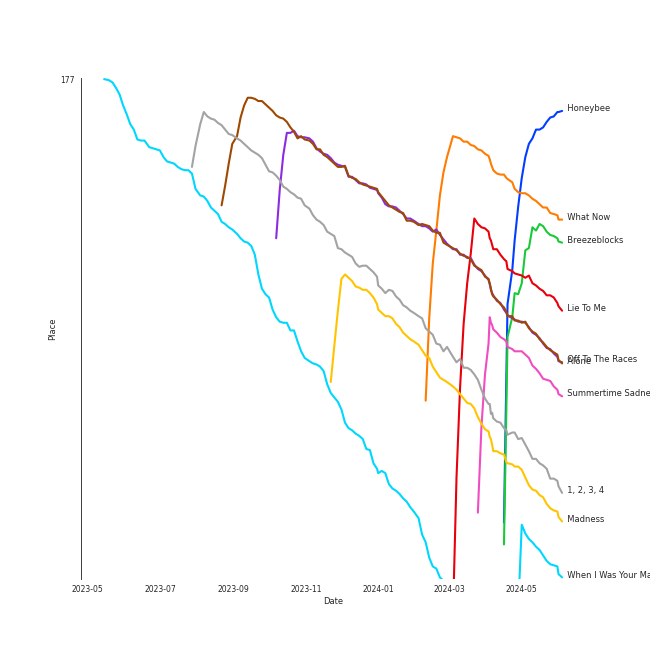 177
Honeybee
What Now
Breezeblocks
Lie To Me
Off To The Races
Summertime Sadne
1, 2, 3, 4
Madness
When I Was Your Ma
Place
2023-05
2023-07
2023-09
2023-11
2024-01
2024-03
2024-05
Date